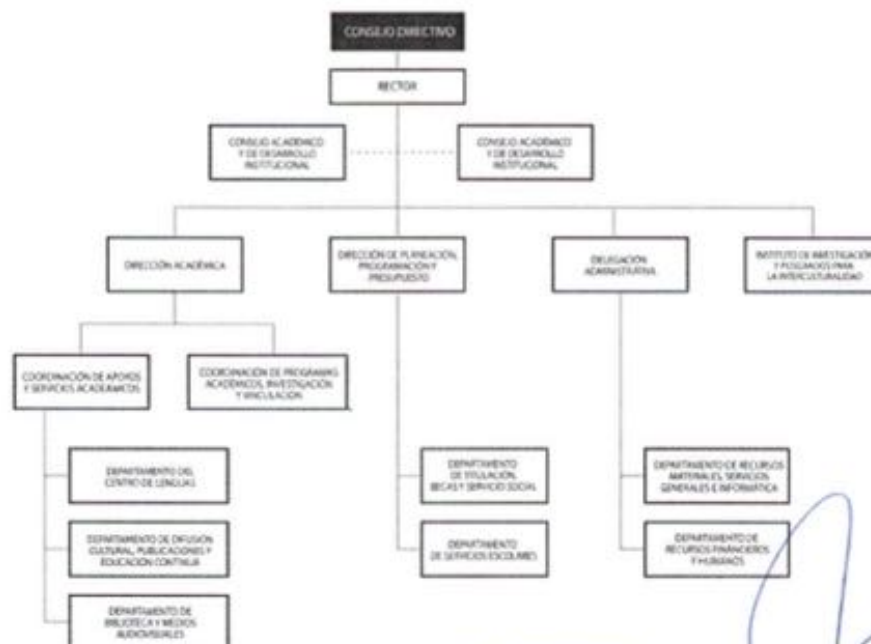 CONSEJO DIRECTIVO
RECTOR
CONSEJO ACADÉMICO
Y DE DESARROLLO
INSTITUCIONAL
CONSEJO ACADÉMICO
Y DE DESARROLLO
INSTITUCIONAL
DIRECCIÓN ACADÉMICA
DIRECCIÓN DE PLANEACIÓN,
PROGRAMACIÓN Y
PRESUPUESTO
DELEGACIÓN
ADMINISTRATIVA
INSTITUTO DE INVESTIGACIÓN
Y POSGRADOS PARA
LA INTERCULTURALIDAD
COORDINACIÓN DE APOYOS
Y SERVICIOS ACADÉMICOS
COORDINACIÓN DE PROGRAMAS
ACADÉMICOS, INVESTIGACIÓN
Y VINCULACIÓN
DEPARTAMENTO DEL
CENTRO DE LENGUAS
DEPARTAMENTO
DE TITULACIÓN,
BECAS Y SERVICIO SOCIAL
DEPARTAMENTO DE RECURSOS
MATERIALES, SERVICIOS
GENERALES E INFORMÁTICA
DEPARTAMENTO DE DIFUSIÓN
CULTURAL, PUBLICACIONES Y
EDUCACIÓN CONTINUA
DEPARTAMENTO
DE SERVICIOS ESCOLARES
DEPARTAMENTO DE
RECURSOS FINANCIEROS
Y HUMANOS
DEPARTAMENTO DE
BIBLIOTECA Y MEDIOS
AUDIOVISUALES